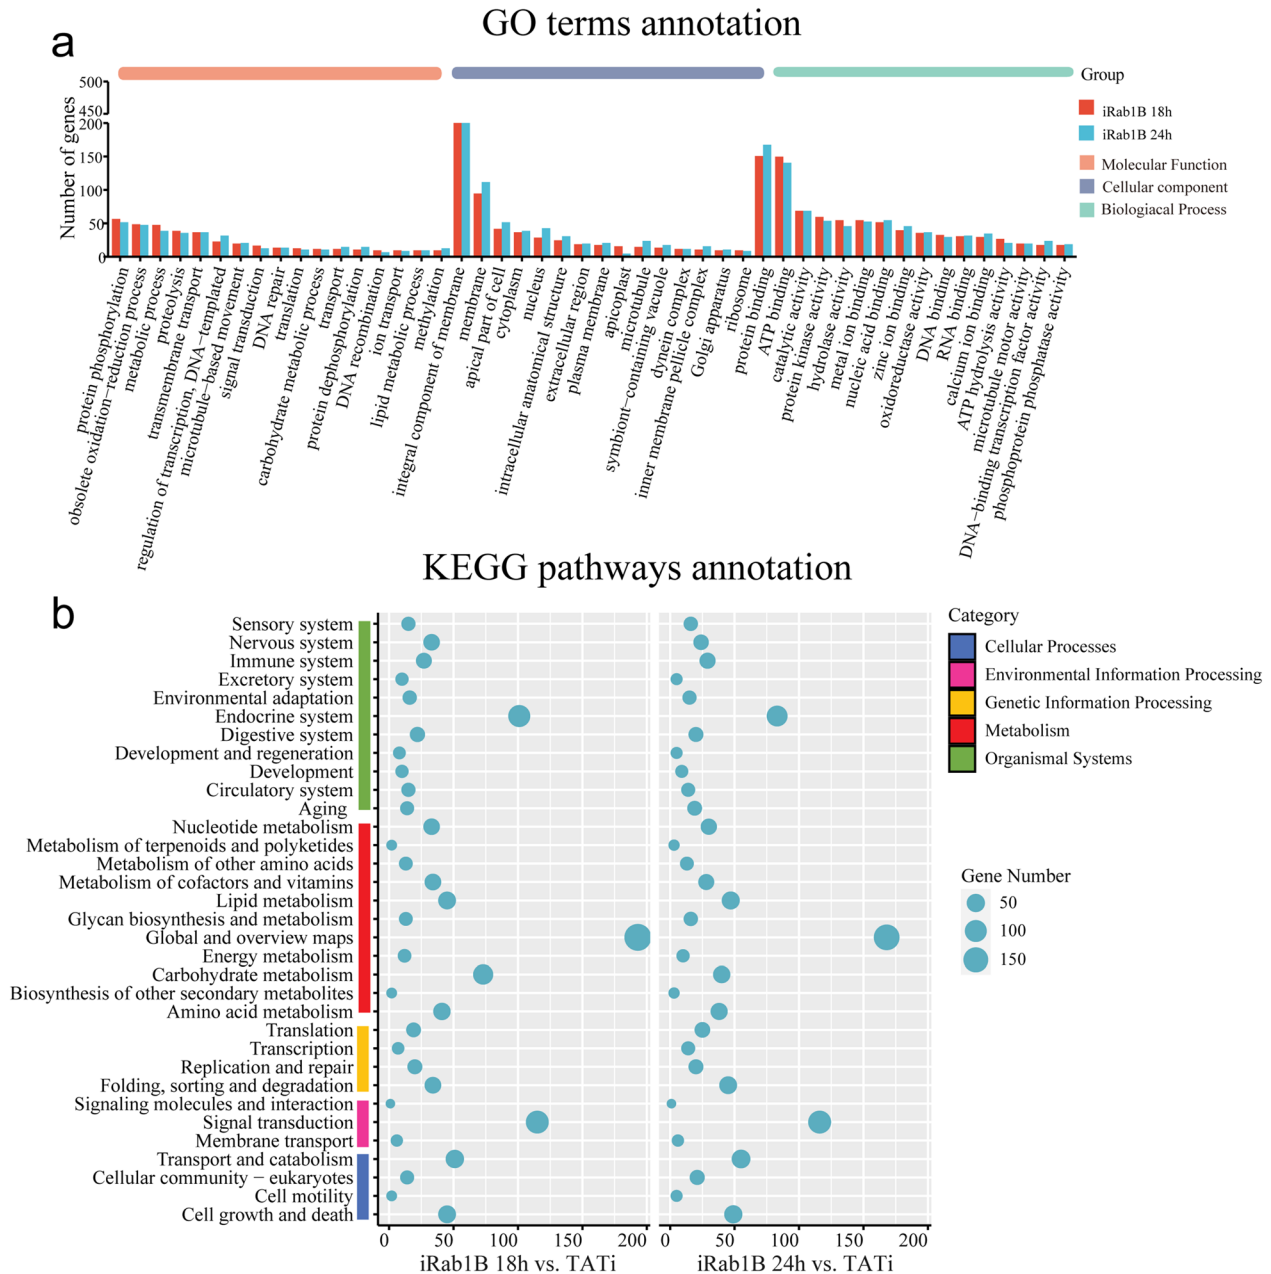 GO terms annotation
a
Group
500
450
200
150
100
50
0
Number of genes
iRab1B 18h
iRab1B 24h
Molecular Function
Cellular component
Biologiacal Process
protein phosphorylation
obsolete oxidation−reduction process
metabolic process
proteolysis
transmembrane transport
regulation of transcription, DNA−templated
microtubule−based movement
signal transduction
DNA repair
translation
carbohydrate metabolic process
transport
protein dephosphorylation
DNA recombination
ion transport
lipid metabolic process
methylation
integral component of membrane
membrane
apical part of cell
cytoplasm
nucleus
intracellular anatomical structure
extracellular region
plasma membrane
apicoplast
microtubule
symbiont−containing vacuole
dynein complex
inner membrane pellicle complex
Golgi apparatus
ribosome
protein binding
ATP binding
catalytic activity
protein kinase activity
hydrolase activity
metal ion binding
nucleic acid binding
zinc ion binding
oxidoreductase activity
DNA binding
RNA binding
calcium ion binding
ATP hydrolysis activity
microtubule motor activity
DNA−binding transcription factor activity
phosphoprotein phosphatase activity
KEGG pathways annotation
b
Sensory system
Nervous system
Immune system
Excretory system
Environmental adaptation
Endocrine system
Digestive system
Development and regeneration
Development
Circulatory system
Aging
Nucleotide metabolism
Metabolism of terpenoids and polyketides
Metabolism of other amino acids
Metabolism of cofactors and vitamins
Lipid metabolism
Glycan biosynthesis and metabolism
Global and overview maps
Energy metabolism
Carbohydrate metabolism
Biosynthesis of other secondary metabolites
Amino acid metabolism
Translation
Transcription
Replication and repair
Folding, sorting and degradation
Signaling molecules and interaction
Signal transduction
Membrane transport
Transport and catabolism
Cellular community − eukaryotes
Cell motility
Cell growth and death
0 50 100 150 200
0 50 100 150 200
iRab1B 18h vs. TATi
iRab1B 24h vs. TATi
Category
Cellular Processes
Environmental Information Processing
Genetic Information Processing
Metabolism
Organismal Systems
Gene Number
50
100
150